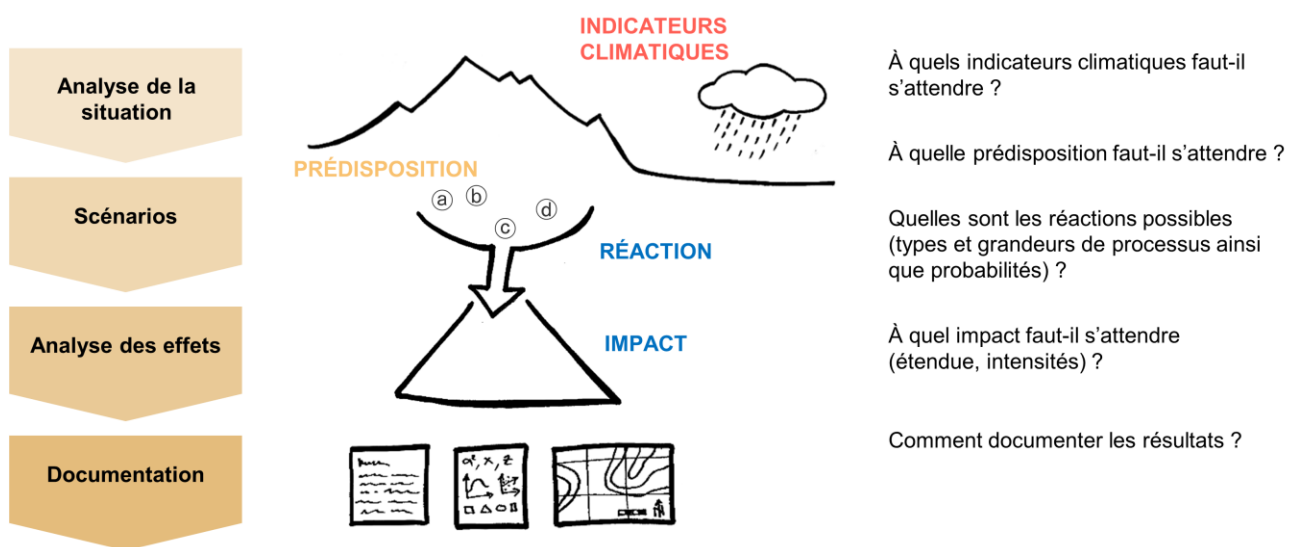 INDICATEURS
CLIMATIQUES
Analyse de la
situation
À quels indicateurs climatiques faut-il
s'attendre ?
À quelle prédisposition faut-il s'attendre ?
PRÉDISPOSITION
Scénarios
a b c d
Quelles sont les réactions possibles
(types et grandeurs de processus ainsi
que probabilités) ?
RÉACTION
Analyse des effets
IMPACT
À quel impact faut-il s'attendre
(étendue, intensités) ?
Documentation
Comment documenter les résultats ?